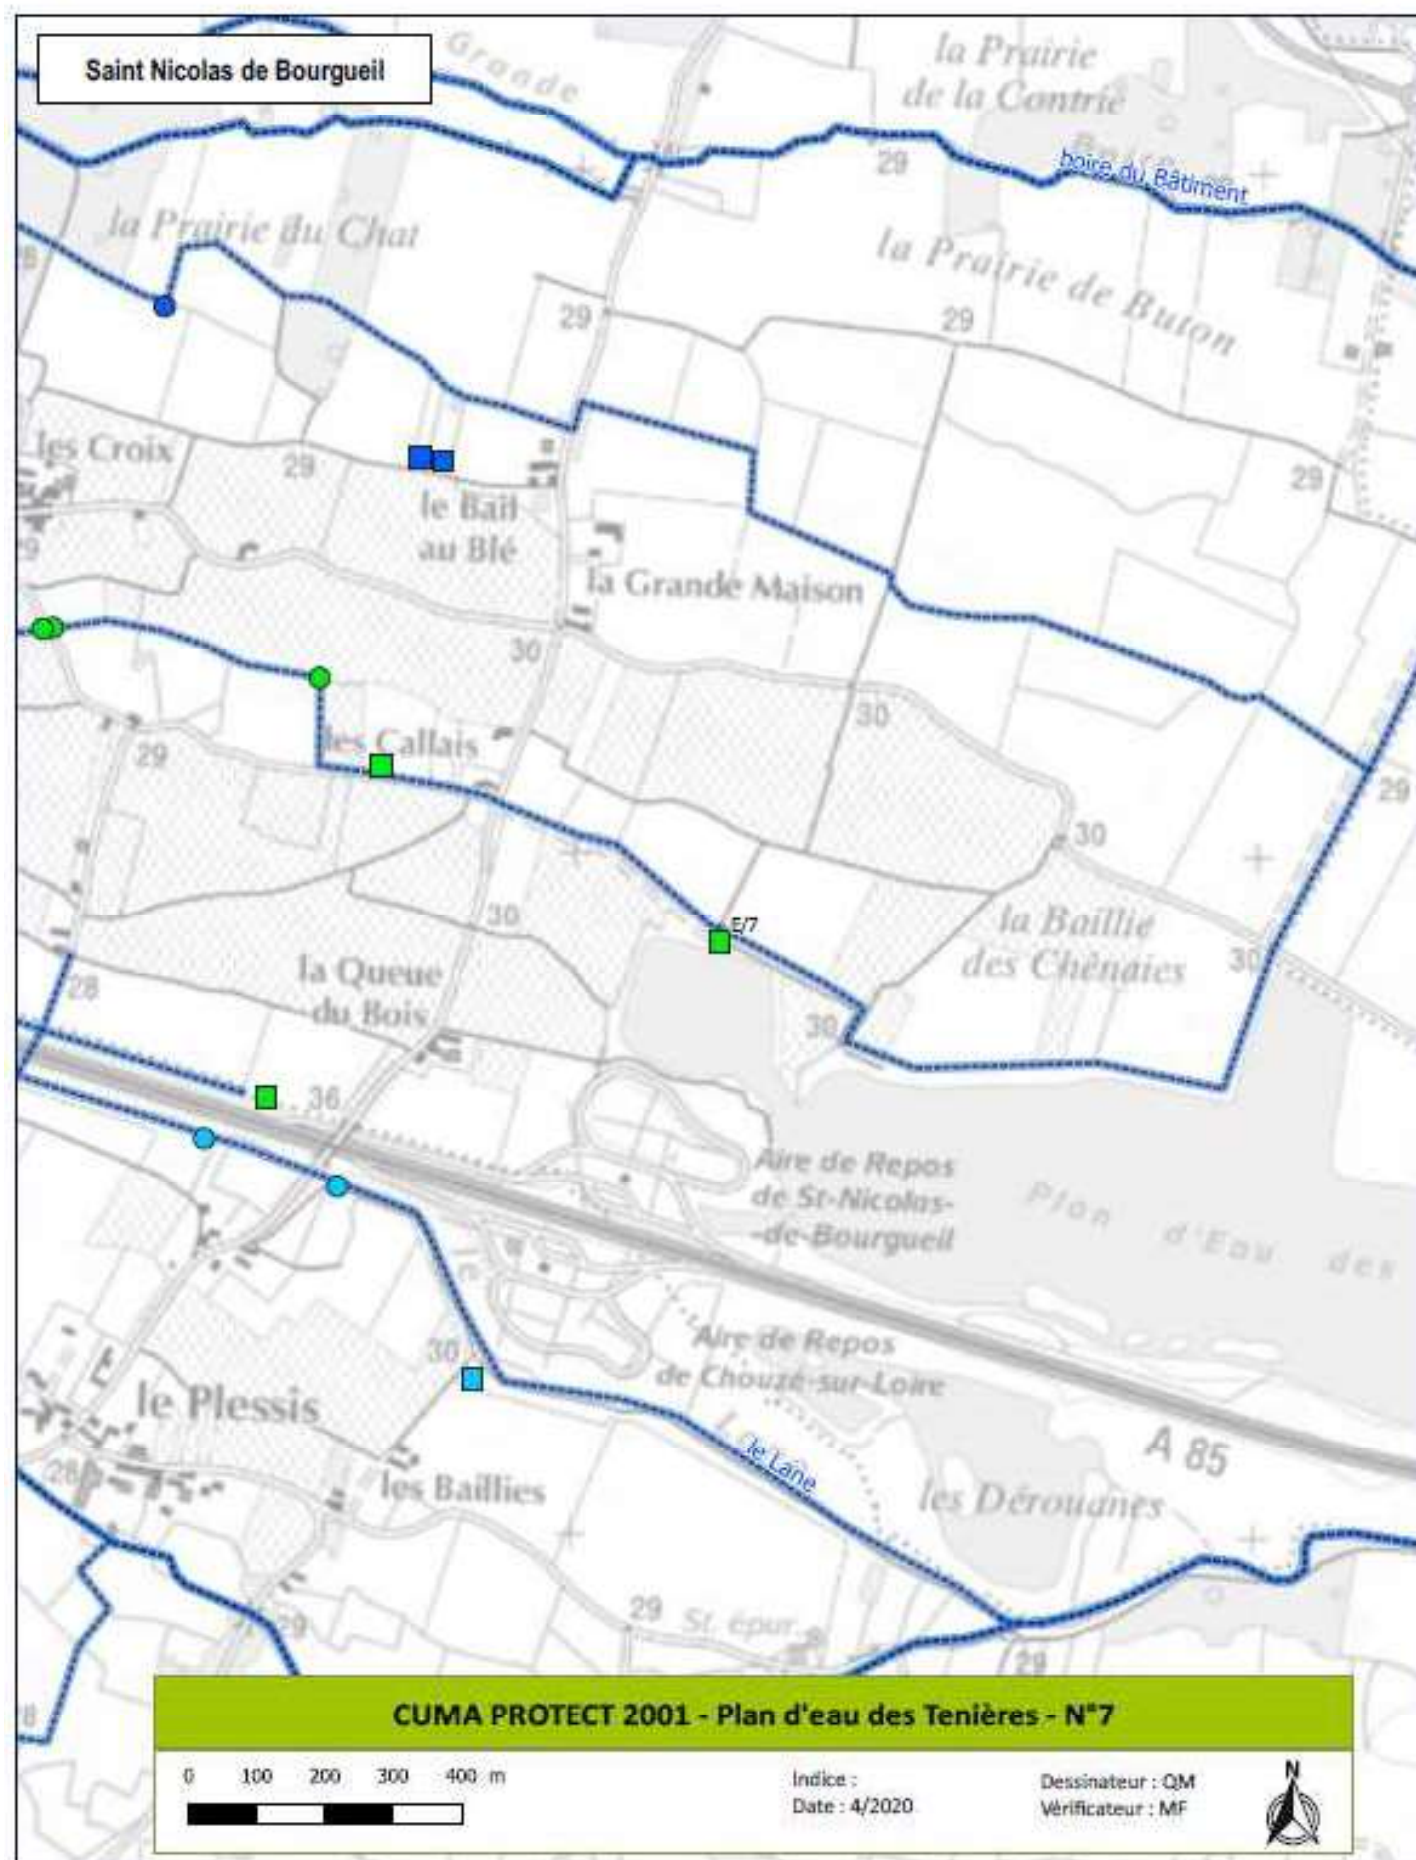 Saint Nicolas de Bourgueil
Grande
la Prairie
de la Contrie
29
boire du Bâtiment
la Prairie du Chat
la Prairie de Buton
28
29
29
les Croix
29
29
le Bail
au Blé
29
la Grande Maison
30
30
les Callais
29
29
30
E/7
30
la Baillie
des Chênaies
30
la Queue
du Bois
28
30
36
Aire de Repos
de St-Nicolas-
-de-Bourgueil
Plan d'Eau des
Aire de Repos
de Chouzé-sur-Loire
30
le Plessis
le Lane
A 85
28
les Baillies
les Dérouanes
29
29
St. épur.
29
28
CUMA PROTECT 2001 - Plan d'eau des Tenières - N°7
0 100 200 300 400 m
Indice :
Date : 4/2020
Dessinateur : QM
Vérificateur : MF
N